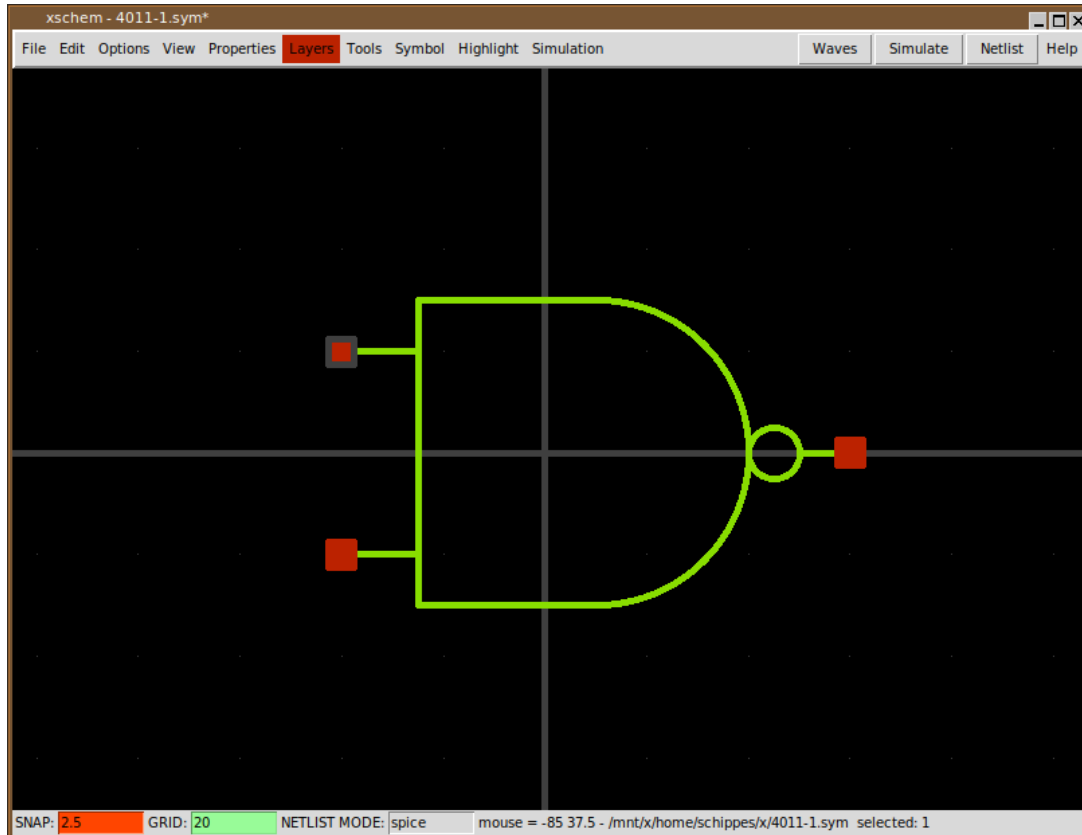 xschem - 4011-1.sym*
File Edit Options View Properties Layers Tools Symbol Highlight Simulation Waves Simulate Netlist Help
SNAP: 2.5 GRID: 20 NETLIST MODE: spice mouse = -85 37.5 - /mnt/x/home/schippes/x/4011-1.sym selected: 1